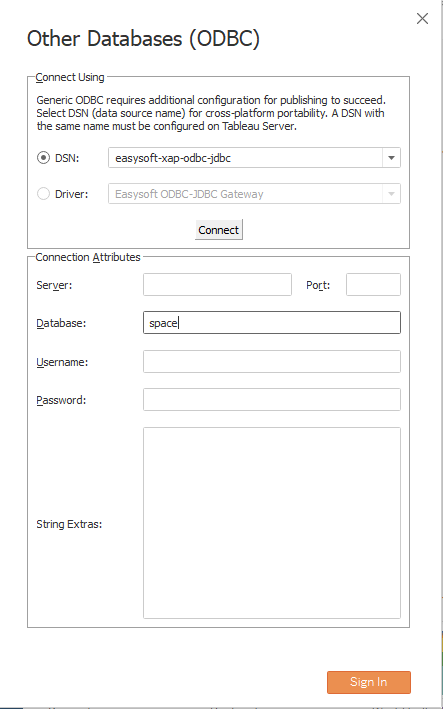 Other Databases (ODBC)
Connect Using
Generic ODBC requires additional configuration for publishing to succeed.
Select DSN (data source name) for cross-platform portability. A DSN with
the same name must be configured on Tableau Server.
DSN: easysoft-xap-odbc-jdbc
Driver: Easysoft ODBC-JDBC Gateway
Connect
Connection Attributes
Server: Port:
Database: space
Username:
Password:
String Extras:
Sign In